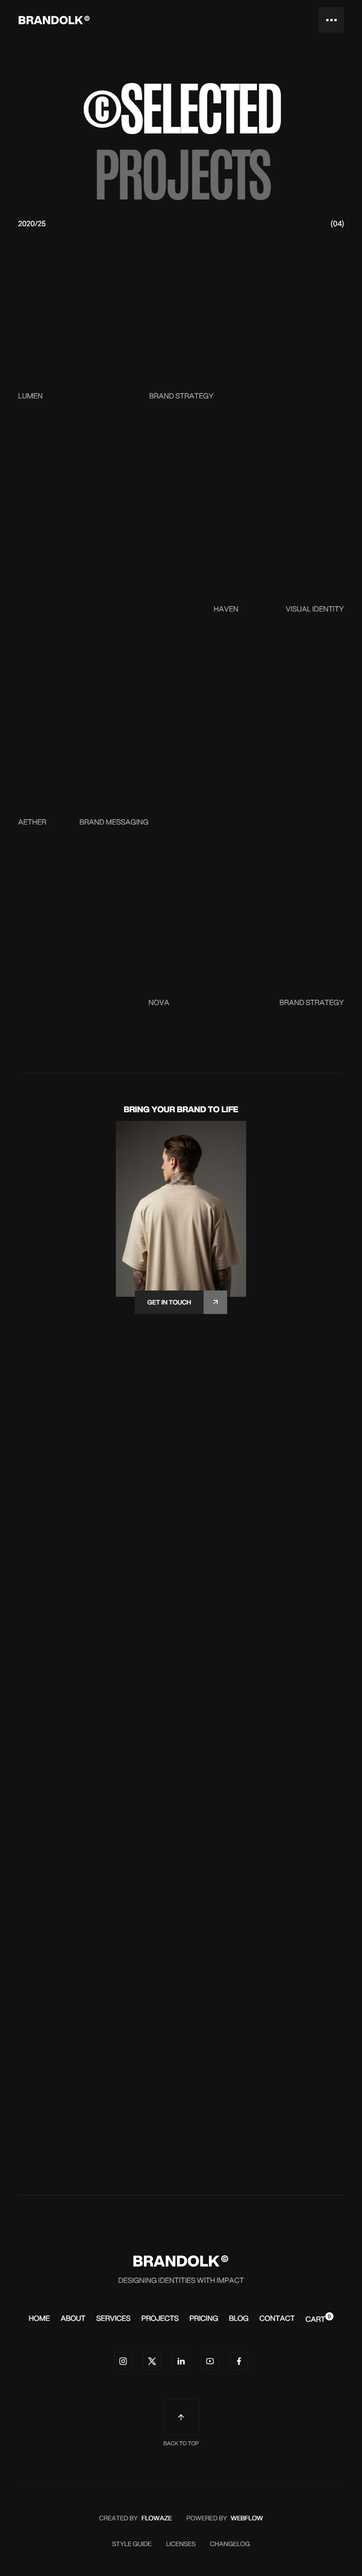 BRANDOLK©
©SELECTED
PROJECTS
2020/25 (04)
LUMEN BRAND STRATEGY
HAVEN VISUAL IDENTITY
AETHER BRAND MESSAGING
NOVA BRAND STRATEGY
BRING YOUR BRAND TO LIFE
GET IN TOUCH
BRANDOLK©
DESIGNING IDENTITIES WITH IMPACT
HOME ABOUT SERVICES PROJECTS PRICING BLOG CONTACT CART 0
BACK TO TOP
CREATED BY FLOWAZE POWERED BY WEBFLOW
STYLE GUIDE LICENSES CHANGELOG